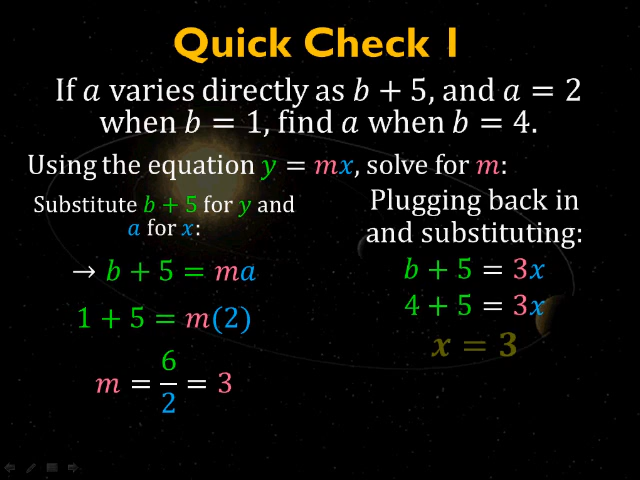 Quick Check 1
If a varies directly as b + 5, and a = 2
when b = 1, find a when b = 4.
Using the equation y = mx, solve for m:
Substitute b + 5 for y and
a for x:
→ b + 5 = ma
1 + 5 = m(2)
m = 6/2 = 3
Plugging back in
and substituting:
b + 5 = 3x
4 + 5 = 3x
x = 3